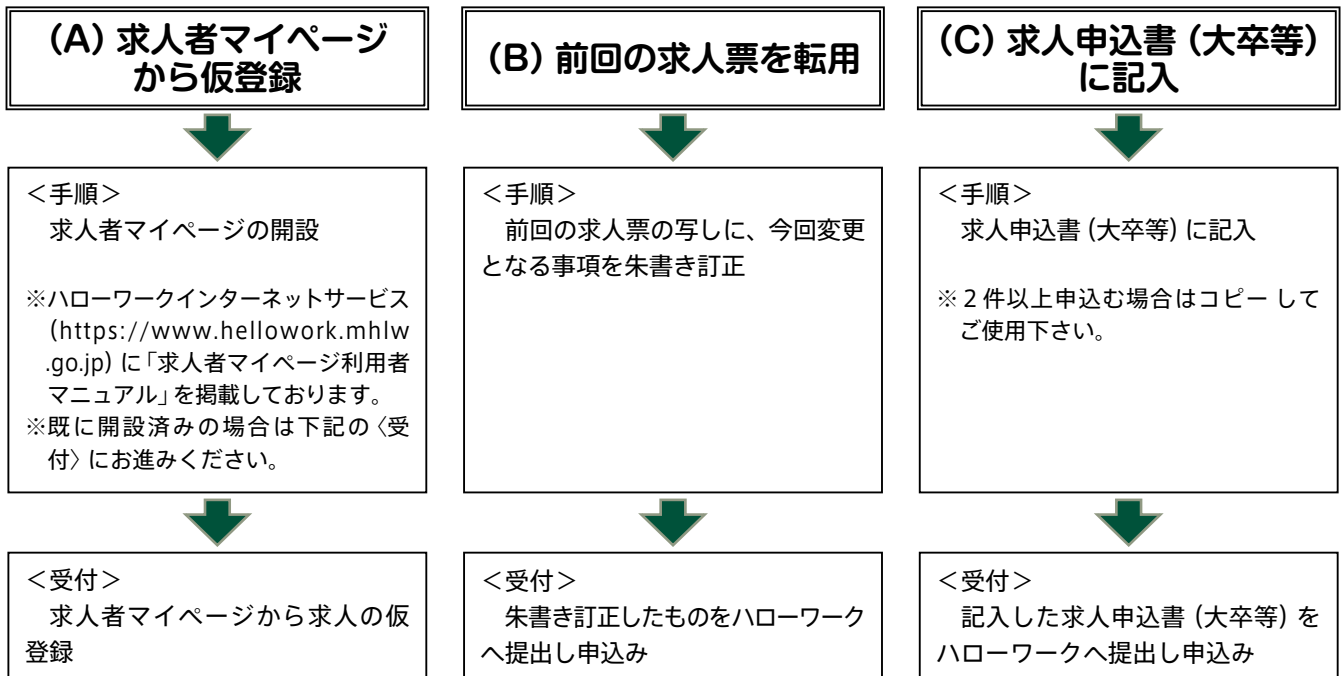 (A) 求人者マイページ
から仮登録
<手順>
求人者マイページの開設
※ハローワークインターネットサービス
(https://www.hellowork.mhlw
.go.jp) に「求人者マイページ利用者
マニュアル」を掲載しております。
※既に開設済みの場合は下記の〈受
付〉にお進みください。
<受付>
求人者マイページから求人の仮
登録
(B) 前回の求人票を転用
<手順>
前回の求人票の写しに、今回変更
となる事項を朱書き訂正
<受付>
朱書き訂正したものをハローワーク
へ提出し申込み
(C) 求人申込書 (大卒等)
に記入
<手順>
求人申込書 (大卒等) に記入
※2件以上申込む場合はコピー して
ご使用下さい。
<受付>
記入した求人申込書 (大卒等) を
ハローワークへ提出し申込み